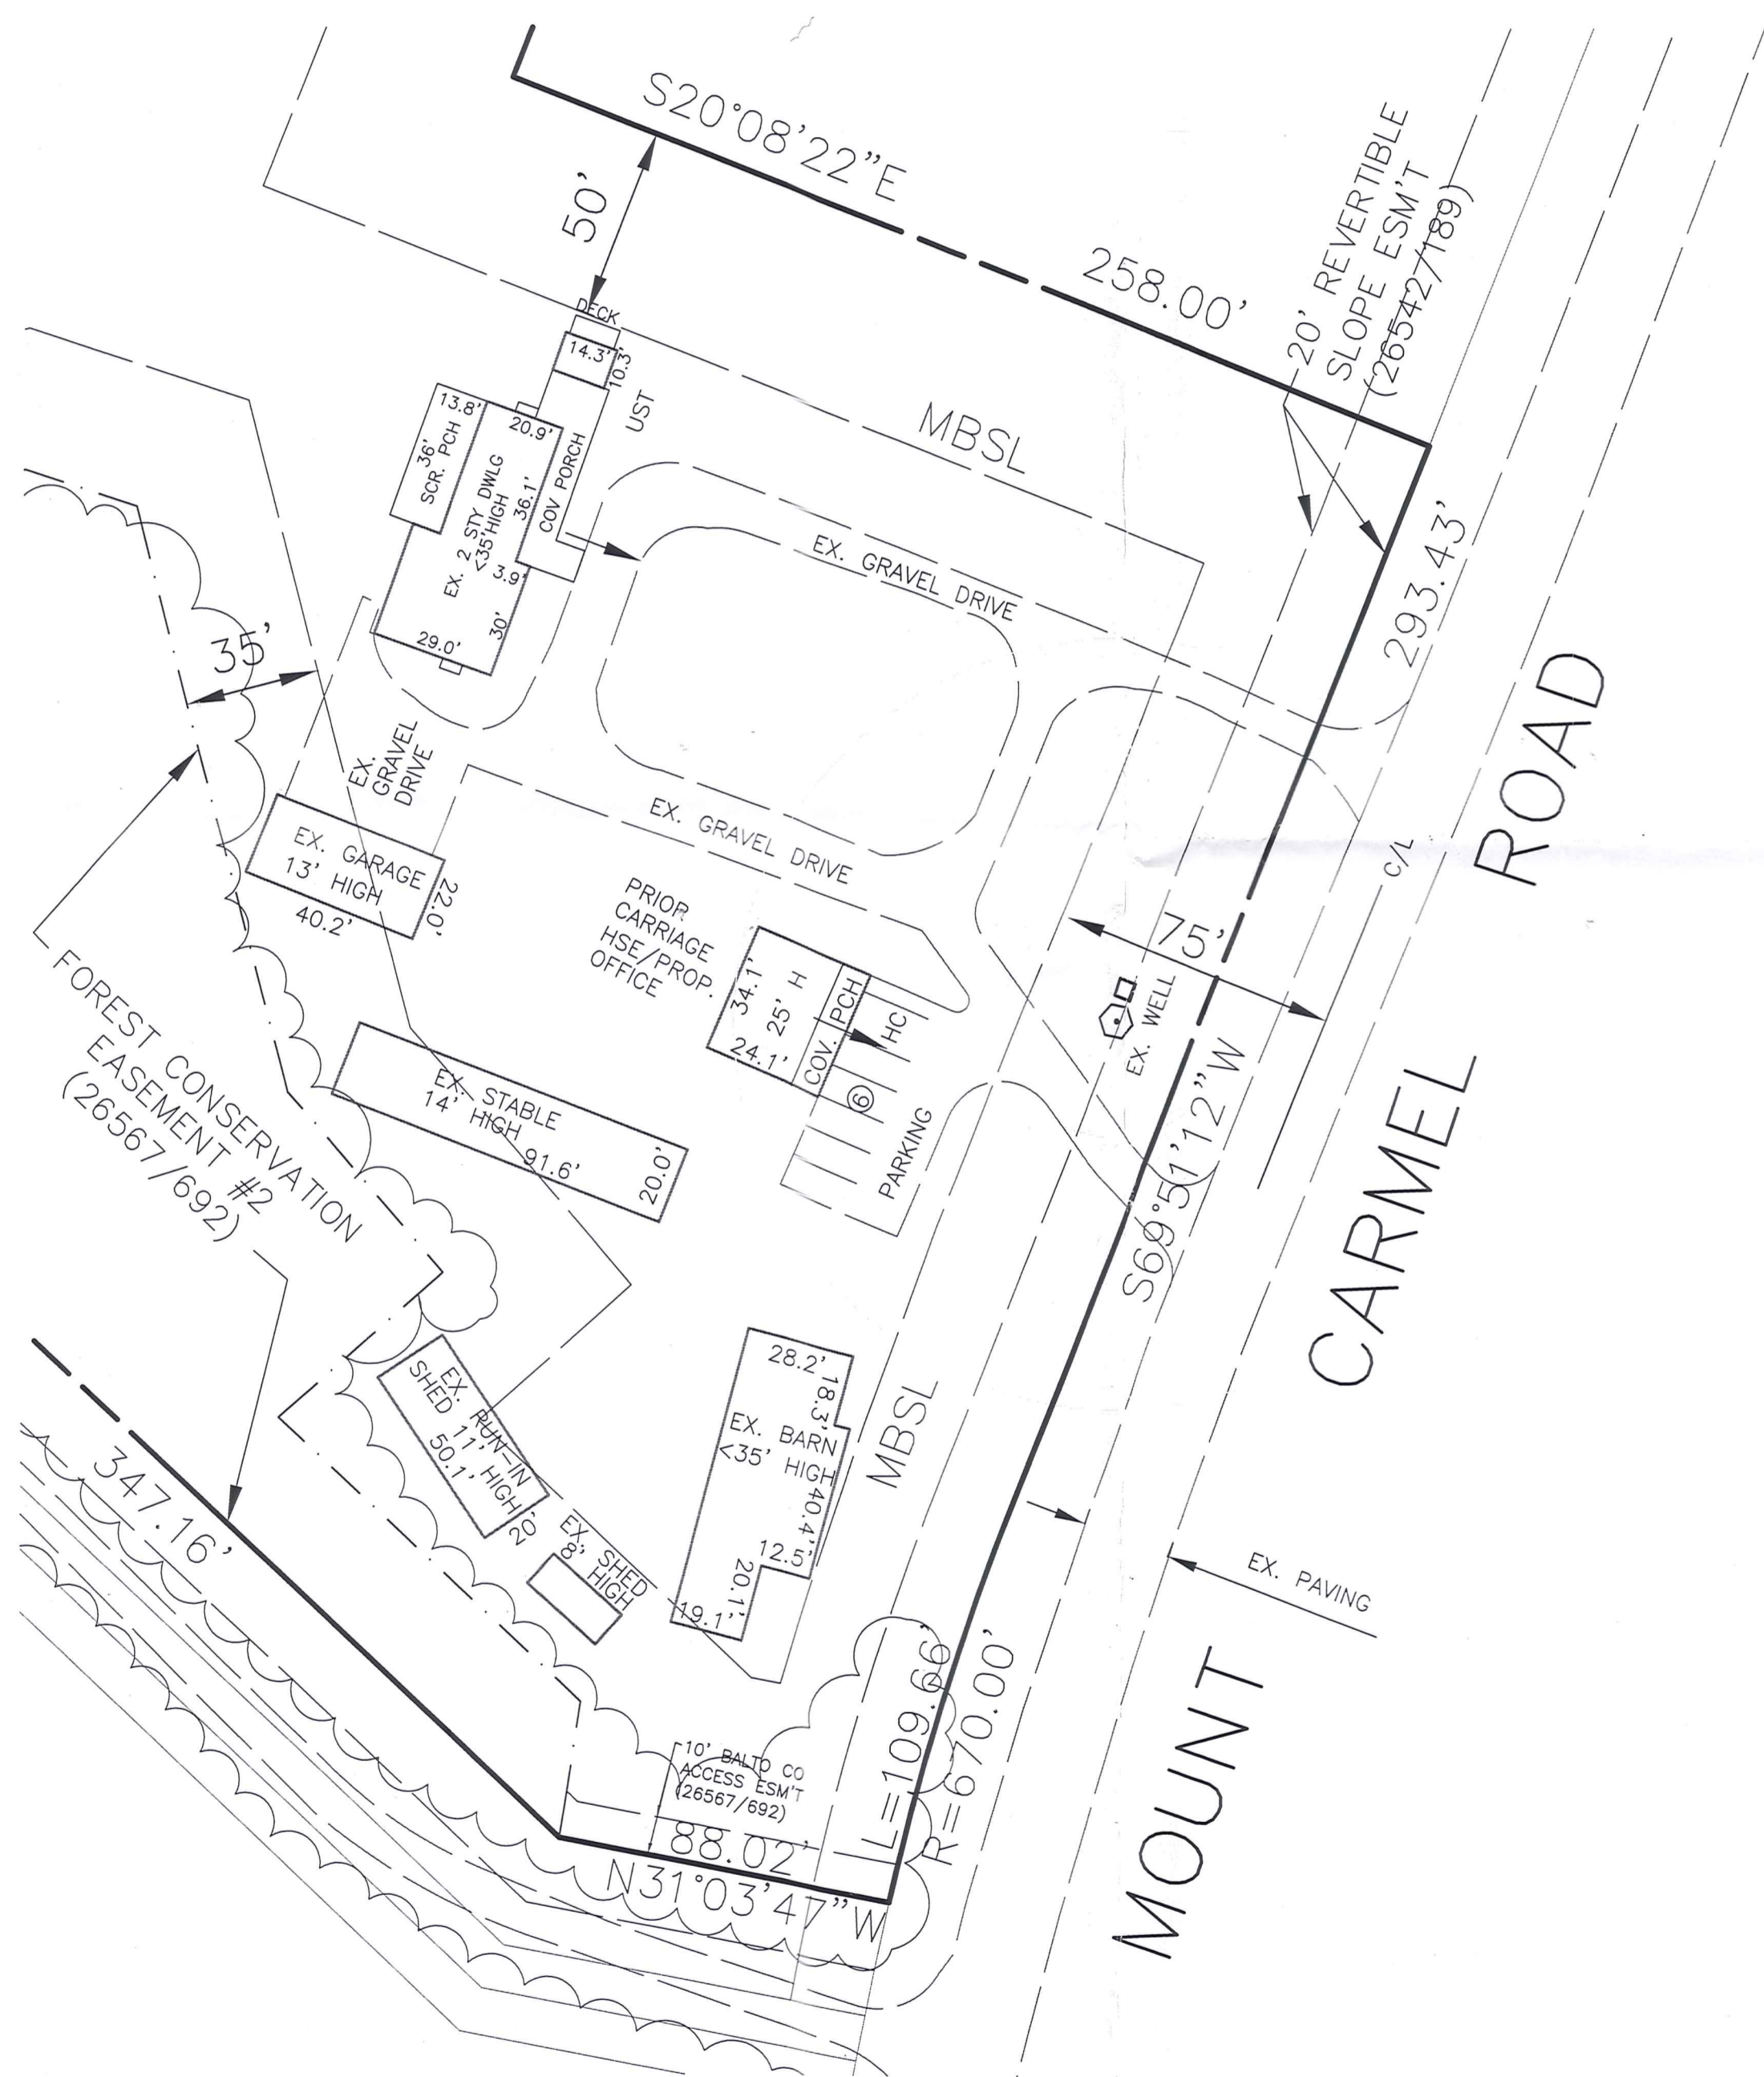 S20°08'22"E
258.00'
50'
20' REVERTIBLE
SLOPE ESM'T
(26542/189)
DECK
14.3'
10.3'
UST
MBSL
13.8'
36'
SCR. PCH
20.9'
EX. 2 STY DWLG
<35'HIGH
36.1'
COV PORCH
3.9'
30'
29.0'
EX. GRAVEL DRIVE
293.43'
35'
EX.
GRAVEL
DRIVE
EX. GRAVEL DRIVE
EX. GARAGE
13' HIGH
40.2'
22.0'
PRIOR
CARRIAGE
HSE/PROP.
OFFICE
34.1'
25' H
24.1'
COV. PCH
HC
6
PARKING
75'
C/L
EX. WELL
S69°51'12"W
FOREST CONSERVATION
EASEMENT #2
(26567/692)
EX. STABLE
14' HIGH
91.6'
20.0'
EX. RUN-IN
SHED 11' HIGH
50.1'
20'
EX. SHED
8' HIGH
28.2'
18.3'
EX. BARN
<35' HIGH
40.4'
12.5'
20.1'
19.1'
MBSL
EX. PAVING
347.16'
10' BALTO CO
ACCESS ESM'T
(26567/692)
88.02'
N31°03'47"W
L=109.66'
R=670.00'
MOUNT CARMEL ROAD